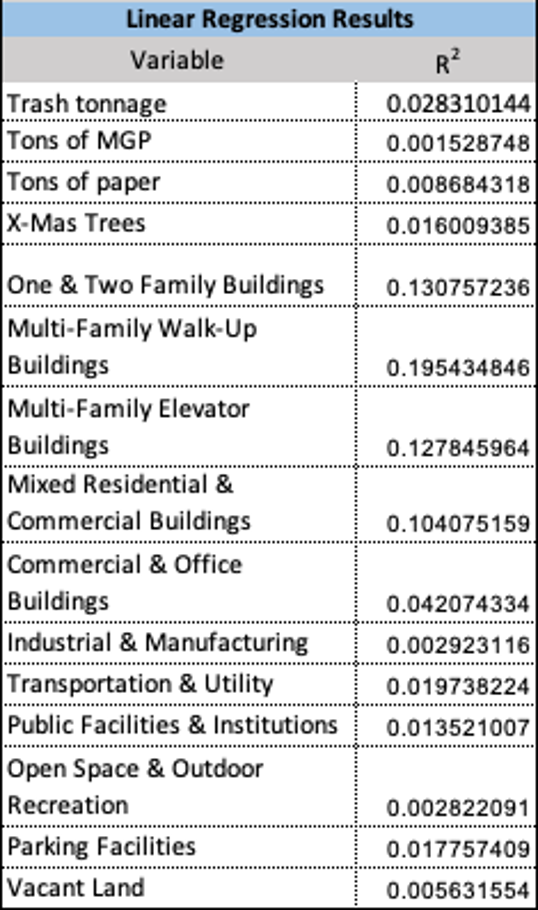 Linear Regression Results
Variable R²
Trash tonnage 0.028310144
Tons of MGP 0.001528748
Tons of paper 0.008684318
X-Mas Trees 0.016009385
One & Two Family Buildings 0.130757236
Multi-Family Walk-Up
Buildings 0.195434846
Multi-Family Elevator
Buildings 0.127845964
Mixed Residential &
Commercial Buildings 0.104075159
Commercial & Office
Buildings 0.042074334
Industrial & Manufacturing 0.002923116
Transportation & Utility 0.019738224
Public Facilities & Institutions 0.013521007
Open Space & Outdoor
Recreation 0.002822091
Parking Facilities 0.017757409
Vacant Land 0.005631554